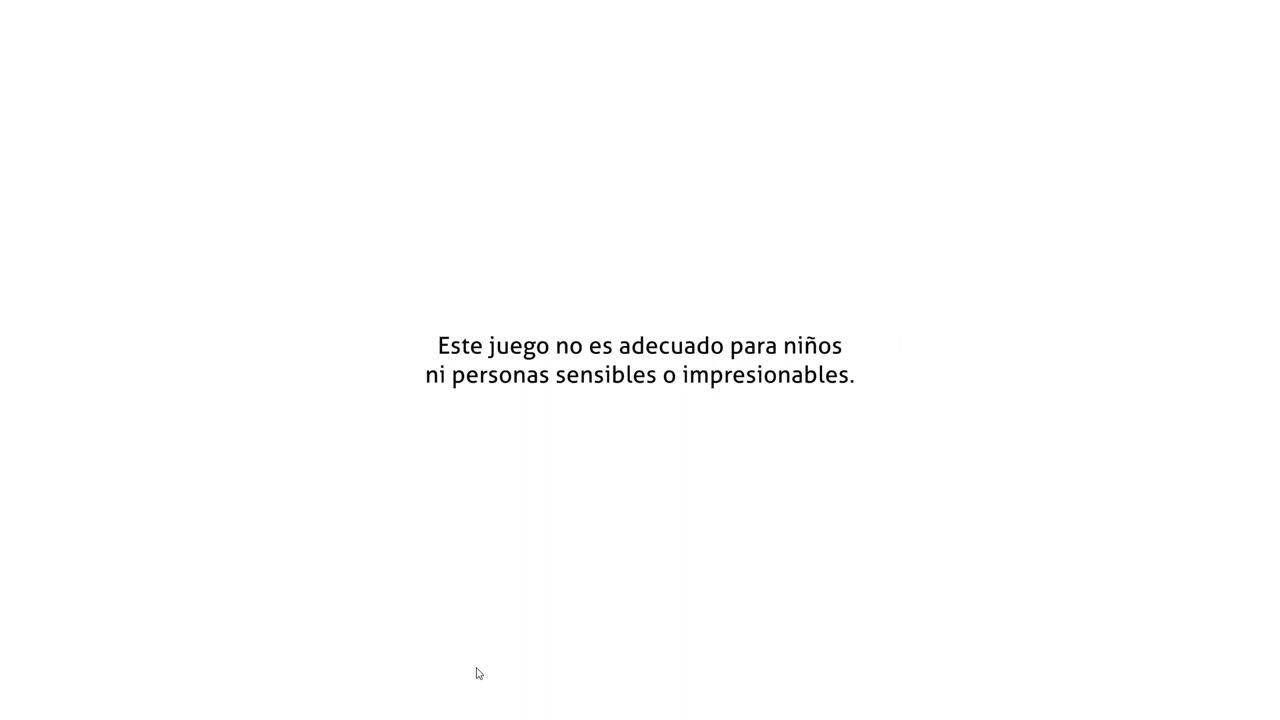 Este juego no es adecuado para niños
ni personas sensibles o impresionables.